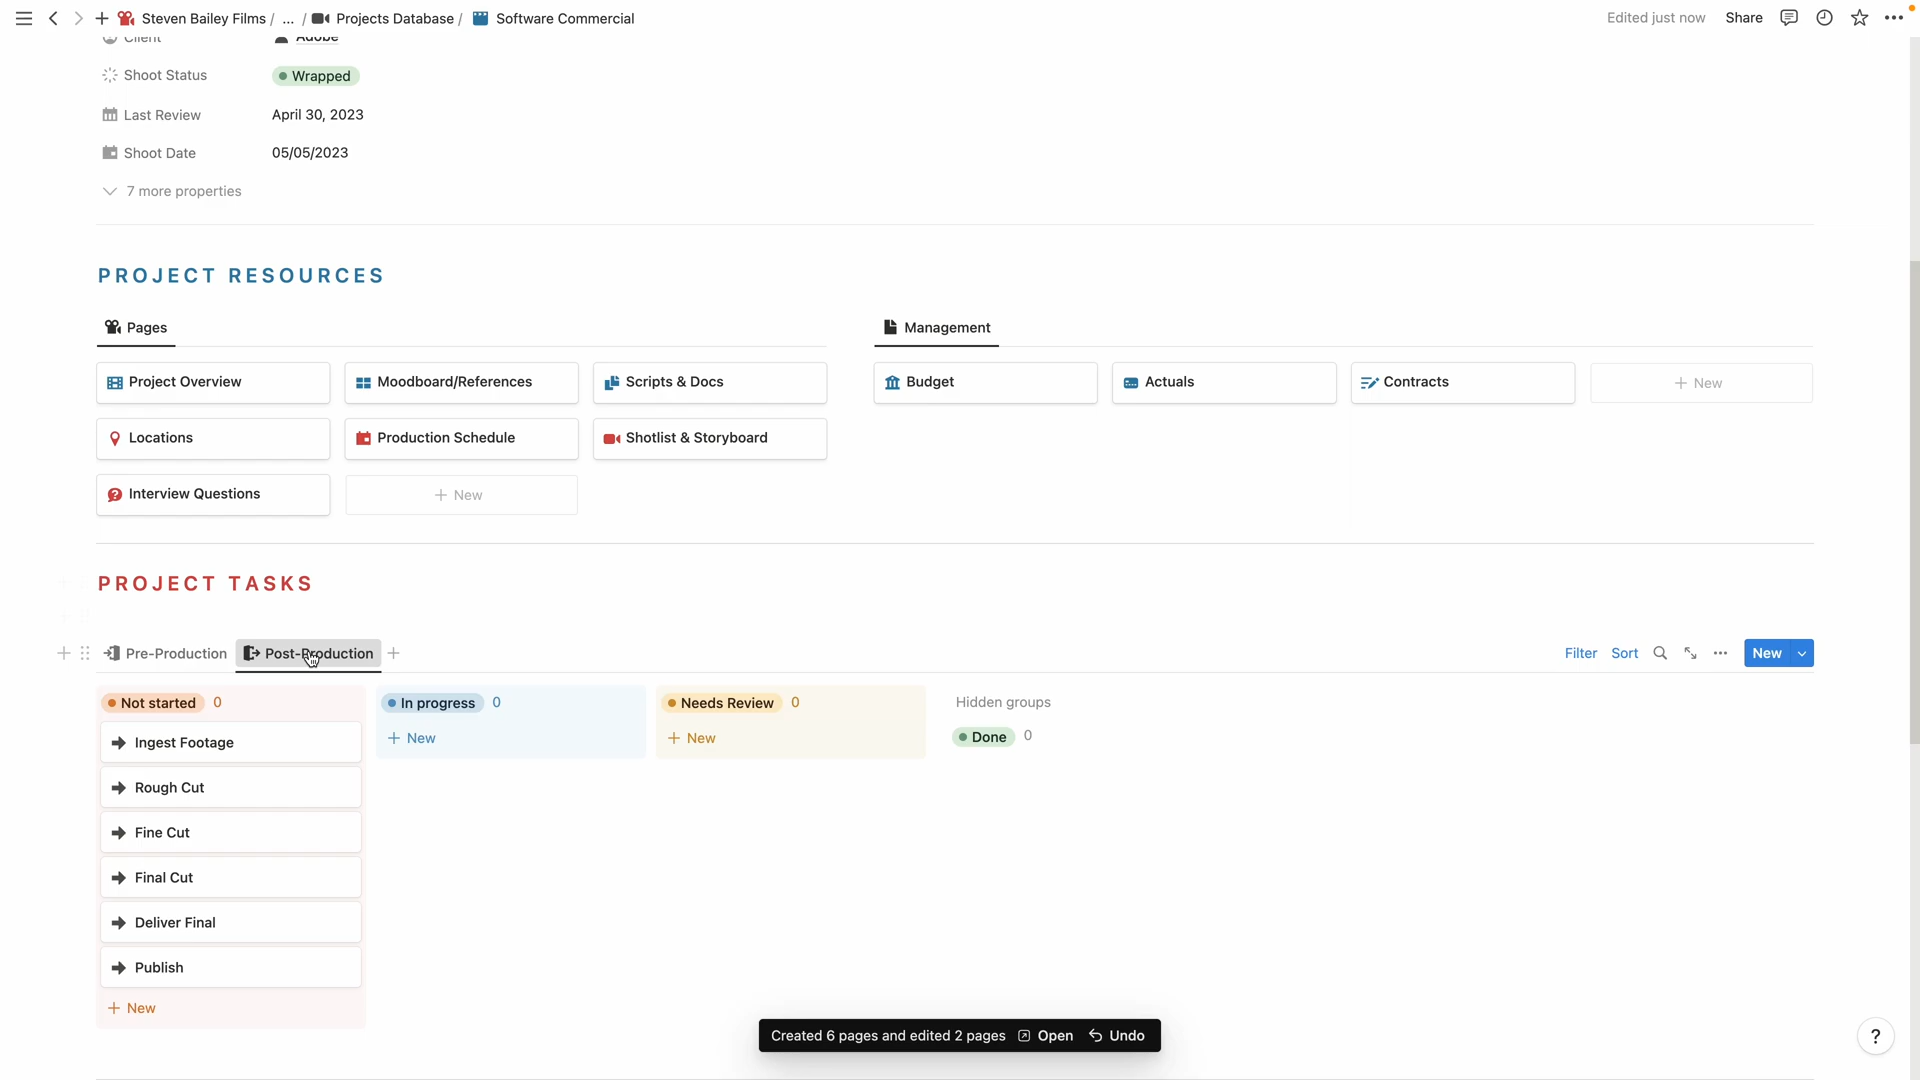 Steven Bailey Films / ... / Projects Database / Software Commercial
Edited just now Share
Client Adobe
Shoot Status Wrapped
Last Review April 30, 2023
Shoot Date 05/05/2023
7 more properties
PROJECT RESOURCES
Pages
Management
Project Overview Moodboard/References Scripts & Docs
Budget Actuals Contracts + New
Locations Production Schedule Shotlist & Storyboard
Interview Questions + New
PROJECT TASKS
Pre-Production Post-Production +
Filter Sort New
Not started 0 In progress 0 Needs Review 0 Hidden groups
+ New + New Done 0
Ingest Footage
Rough Cut
Fine Cut
Final Cut
Deliver Final
Publish
+ New
Created 6 pages and edited 2 pages Open Undo
?